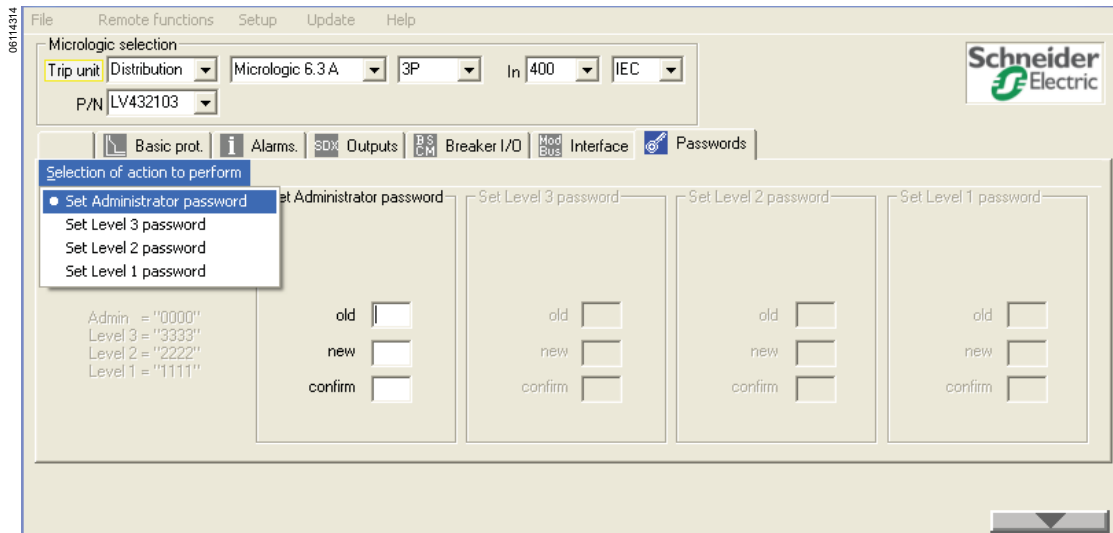 06114314
File Remote functions Setup Update Help
Micrologic selection
Trip unit Distribution Micrologic 6.3 A 3P In 400 IEC
P/N LV432103
Schneider
Electric
Basic prot. i Alarms. SDX Outputs BSCM Breaker I/O Mod Bus Interface Passwords
Selection of action to perform
Set Administrator password
Set Level 3 password
Set Level 2 password
Set Level 1 password
et Administrator password Set Level 3 password Set Level 2 password Set Level 1 password
Admin = "0000"
Level 3 = "3333"
Level 2 = "2222"
Level 1 = "1111"
old old old old
new new new new
confirm confirm confirm confirm